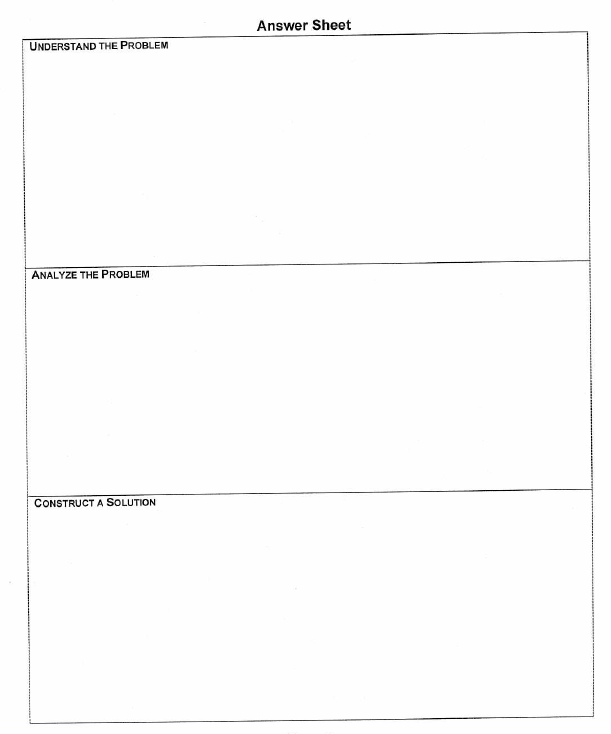 Answer Sheet
UNDERSTAND THE PROBLEM
ANALYZE THE PROBLEM
CONSTRUCT A SOLUTION